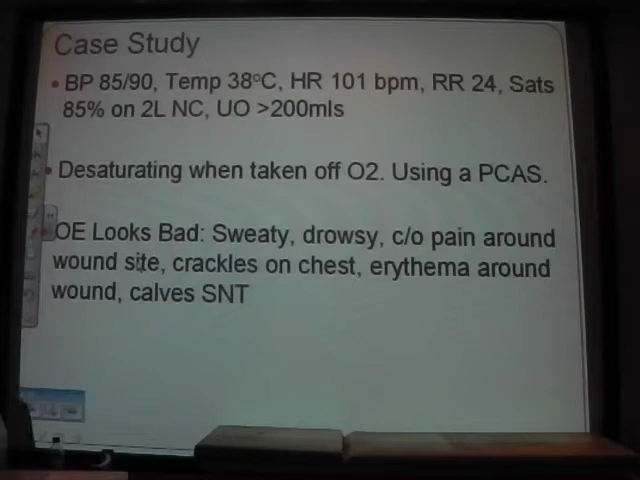 Case Study
• BP 85/90, Temp 38°C, HR 101 bpm, RR 24, Sats
85% on 2L NC, UO >200mls
• Desaturating when taken off O2. Using a PCAS.
OE Looks Bad: Sweaty, drowsy, c/o pain around
wound site, crackles on chest, erythema around
wound, calves SNT